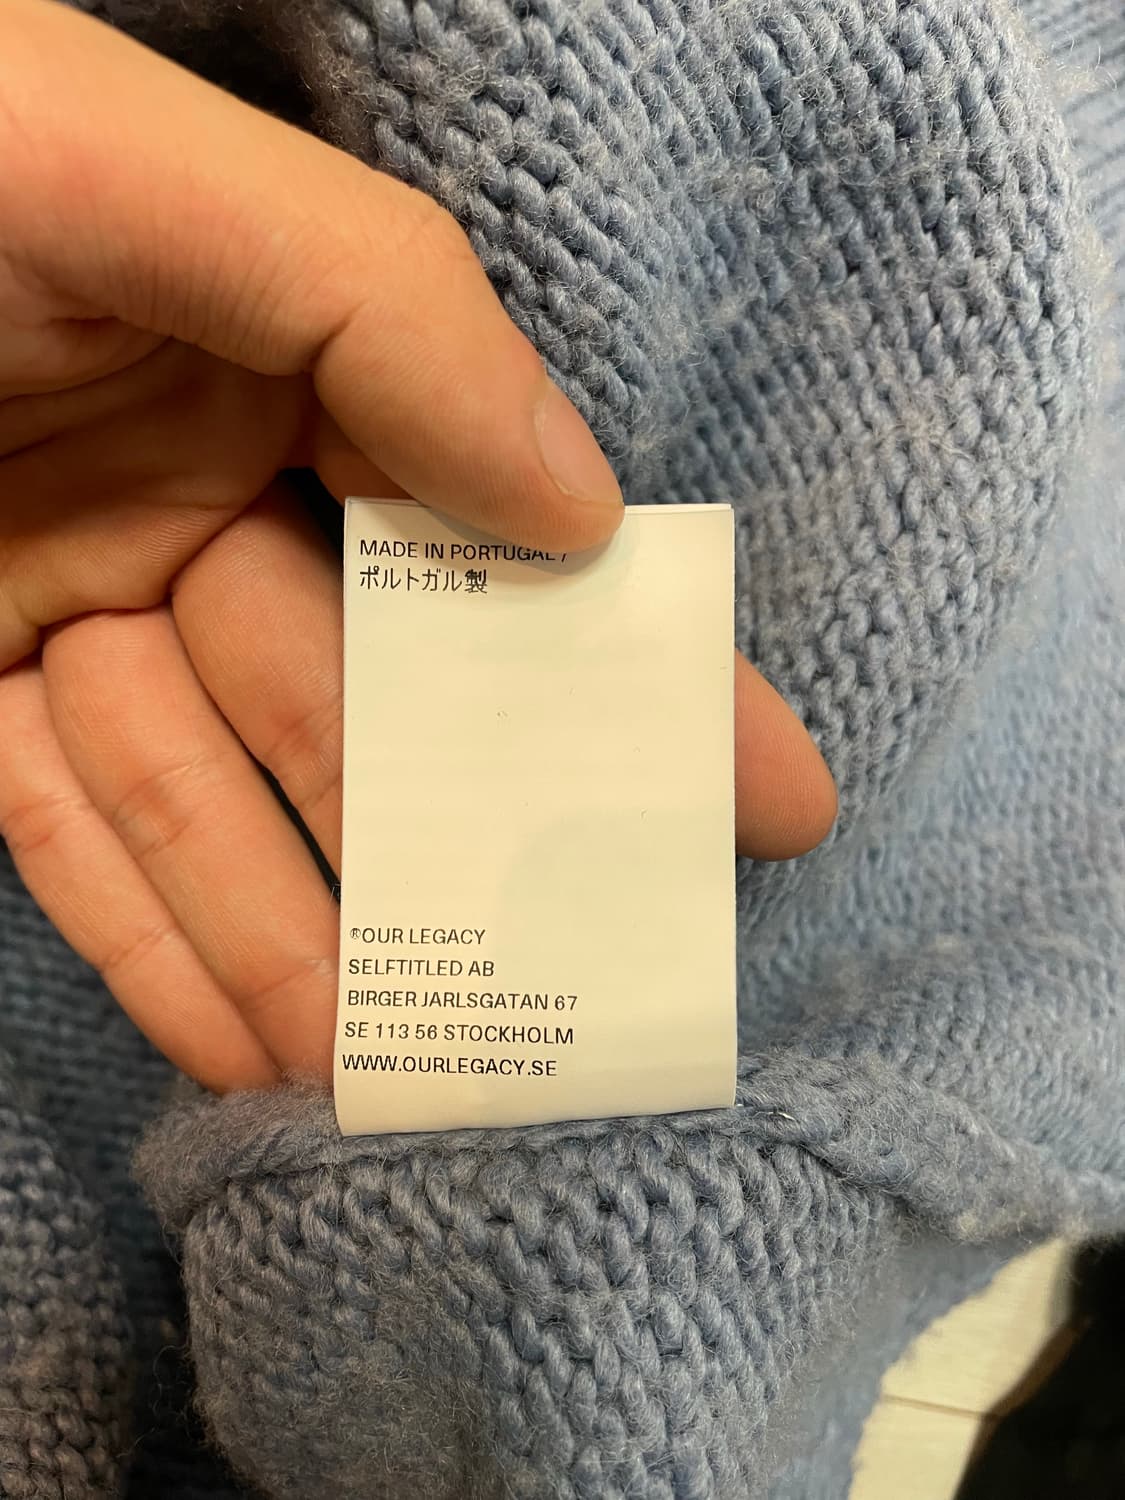 MADE IN PORTUGAL /
ポルトガル製
®OUR LEGACY
SELFTITLED AB
BIRGER JARLSGATAN 67
SE 113 56 STOCKHOLM
WWW.OURLEGACY.SE